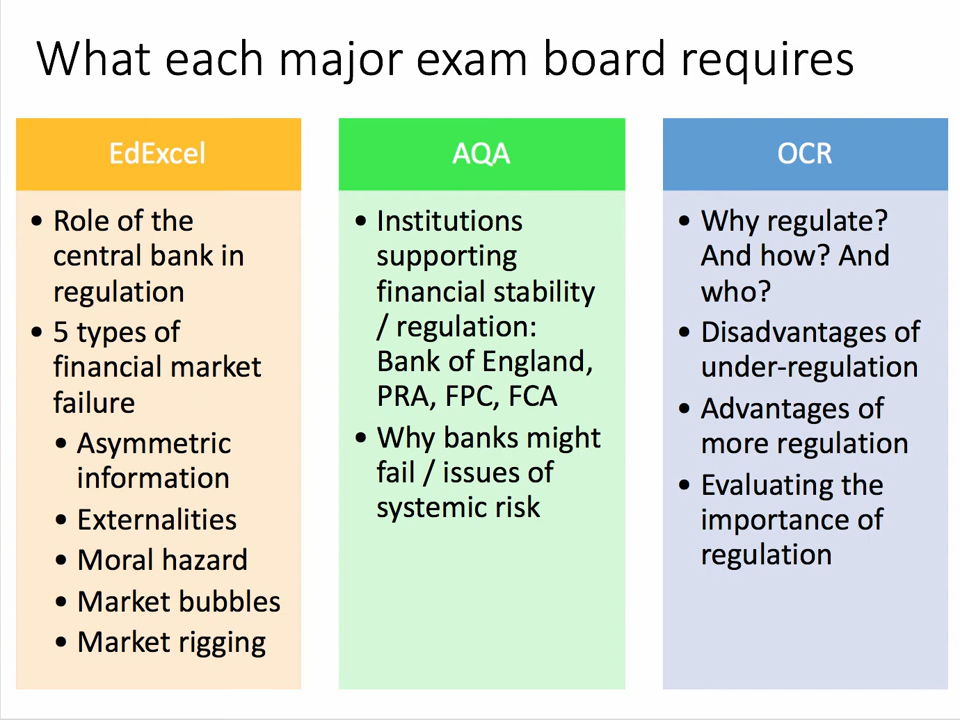 What each major exam board requires
EdExcel
• Role of the
central bank in
regulation
• 5 types of
financial market
failure
• Asymmetric
information
• Externalities
• Moral hazard
• Market bubbles
• Market rigging
AQA
• Institutions
supporting
financial stability
/ regulation:
Bank of England,
PRA, FPC, FCA
• Why banks might
fail / issues of
systemic risk
OCR
• Why regulate?
And how? And
who?
• Disadvantages of
under-regulation
• Advantages of
more regulation
• Evaluating the
importance of
regulation